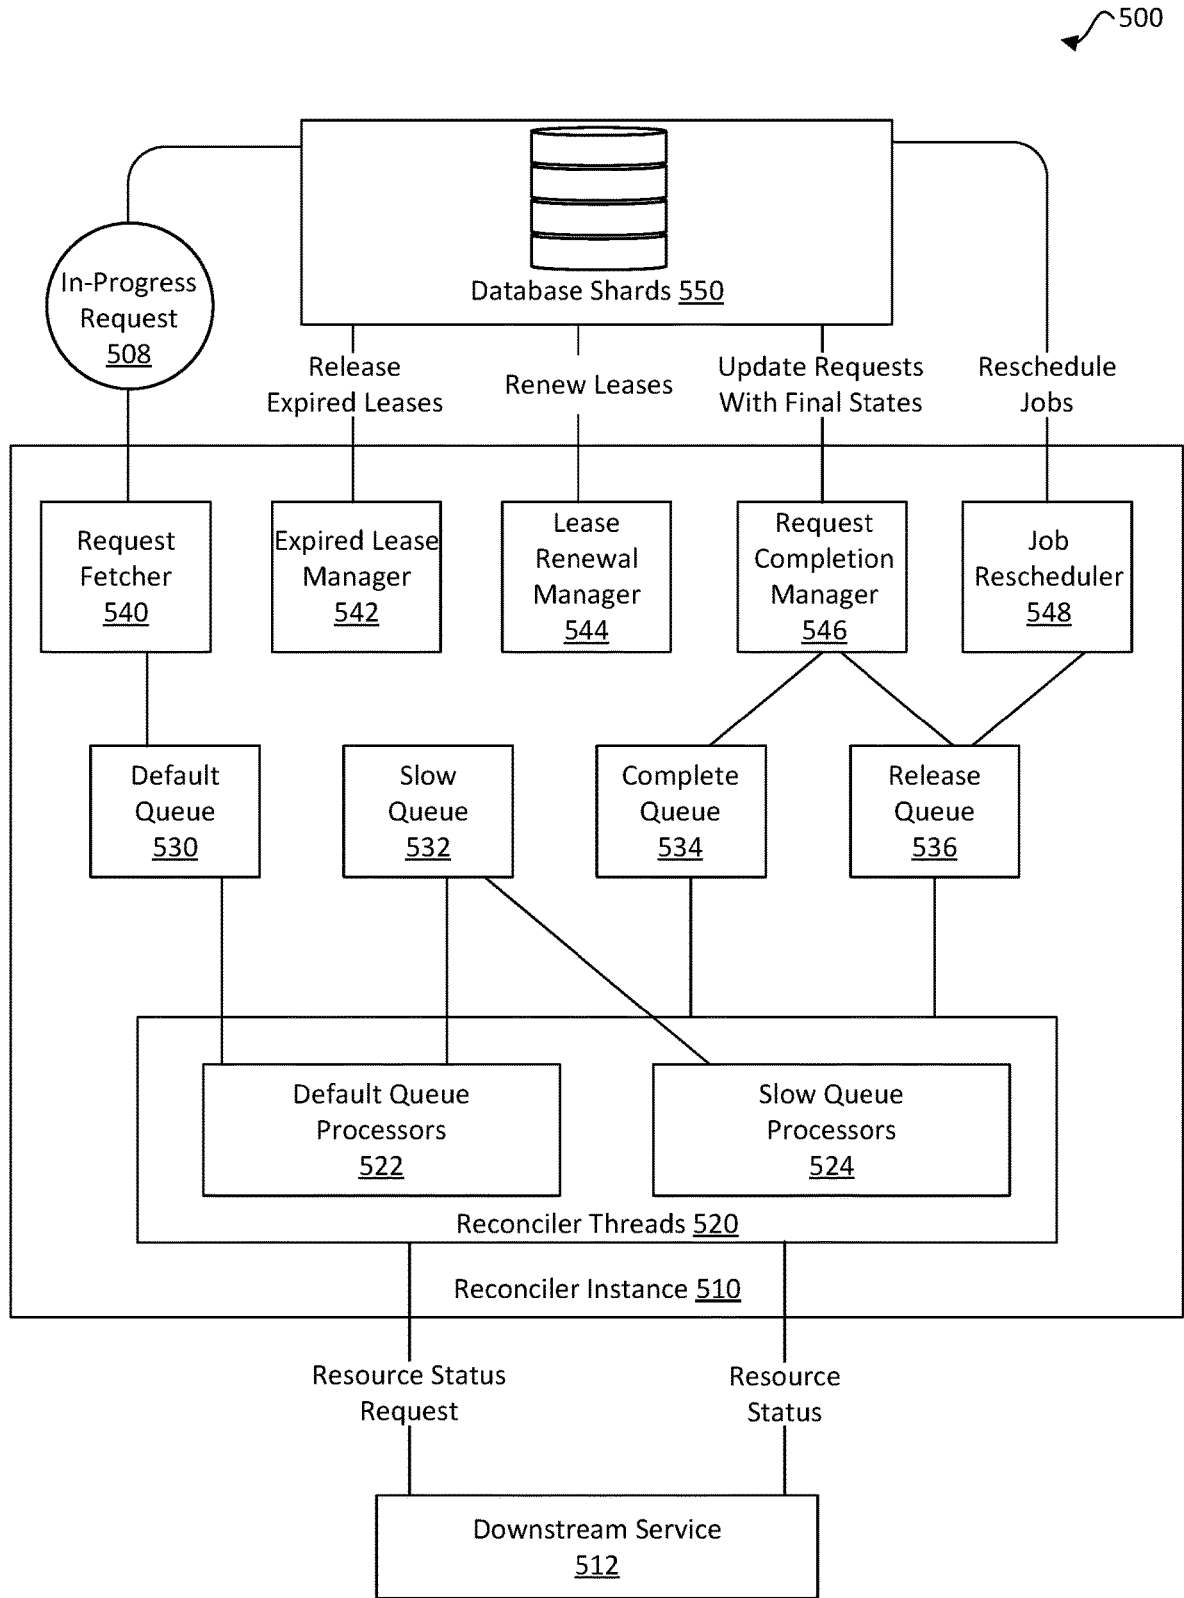 500
Database Shards 550
In-Progress
Request
508
Release
Expired Leases
Renew Leases
Update Requests
With Final States
Reschedule
Jobs
Request
Fetcher
540
Expired Lease
Manager
542
Lease
Renewal
Manager
544
Request
Completion
Manager
546
Job
Rescheduler
548
Default
Queue
530
Slow
Queue
532
Complete
Queue
534
Release
Queue
536
Default Queue
Processors
522
Slow Queue
Processors
524
Reconciler Threads 520
Reconciler Instance 510
Resource Status
Request
Resource
Status
Downstream Service
512